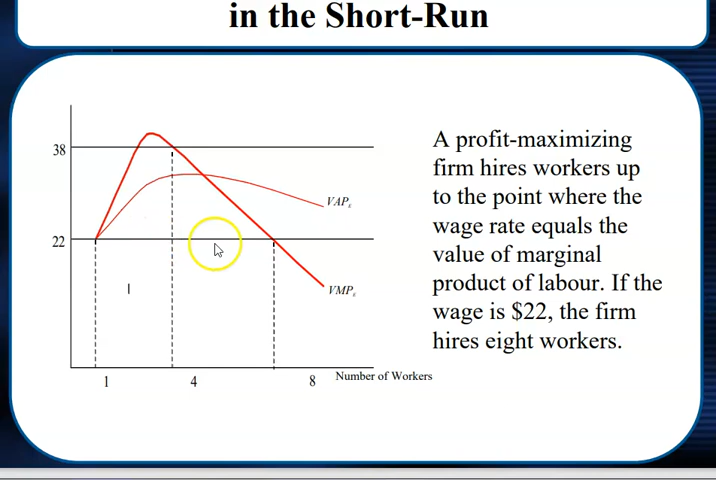 in the Short-Run
38
22
VAP
VMP
1
4
8
Number of Workers
A profit-maximizing
firm hires workers up
to the point where the
wage rate equals the
value of marginal
product of labour. If the
wage is $22, the firm
hires eight workers.